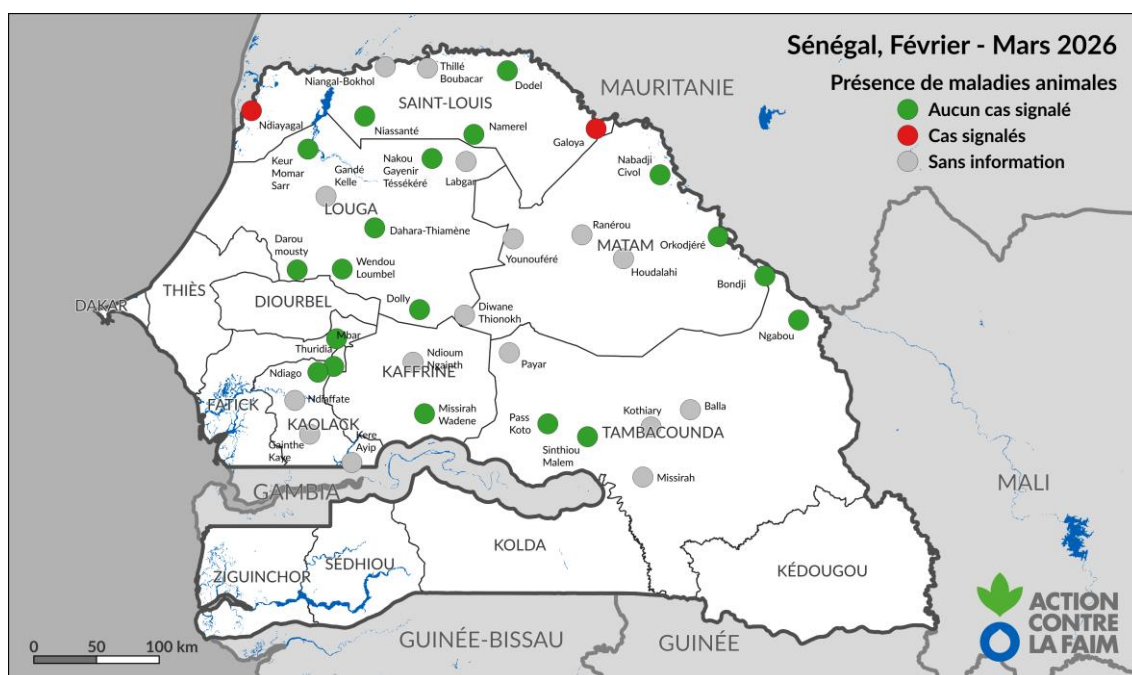 Sénégal, Février - Mars 2026
Présence de maladies animales
Aucun cas signalé
Cas signalés
Sans information
MAURITANIE
Niangal-Bokhol
Thillé
Boubacar
Dodel
SAINT-LOUIS
Ndiayagal
Niassanté
Namerel
Galoya
Keur
Momar
Sarr
Gandé
Kelle
Nakou
Gayenir
Téssékéré
Labgar
Nabadji
Civol
LOUGA
Dahara-Thiamène
Ranérou
MATAM
Orkodjéré
Younouféré
Houdalahi
Darou
mousty
Wendou
Loumbel
Bondji
THIÈS
DIOURBEL
DAKAR
Dolly
Diwane
Thionokh
Ngabou
Mbar
Thuridia
Ndiago
Ndioum
Ngainth
KAFFRINE
Payar
Ndiaffate
FATICK
KAOLACK
Missirah
Wadene
Pass
Koto
Kothiary
Balla
TAMBACOUNDA
Sinthiou
Malem
Gainthe
Kaye
Kere
Ayip
Missirah
GAMBIA
MALI
KOLDA
SÉDHIOU
ZIGUINCHOR
KÉDOUGOU
GUINÉE-BISSAU
GUINÉE
0 50 100 km
ACTION
CONTRE
LA FAIM